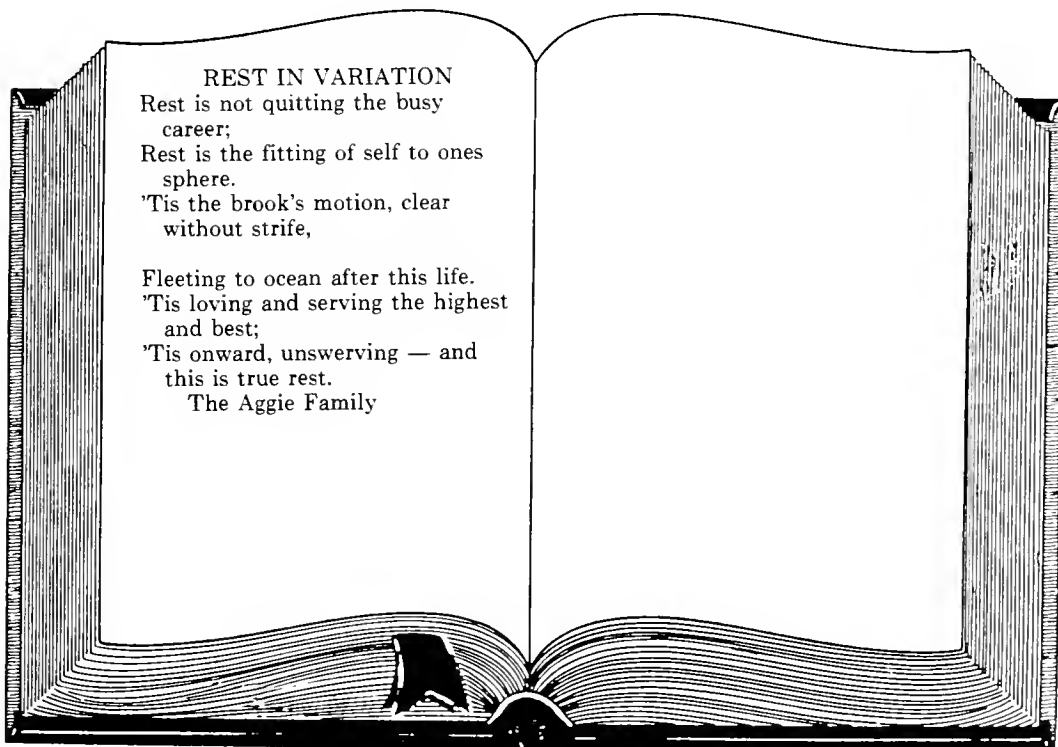 REST IN VARIATION
Rest is not quitting the busy
career;
Rest is the fitting of self to ones
sphere.
'Tis the brook's motion, clear
without strife,
Fleeting to ocean after this life.
'Tis loving and serving the highest
and best;
'Tis onward, unswerving — and
this is true rest.
The Aggie Family